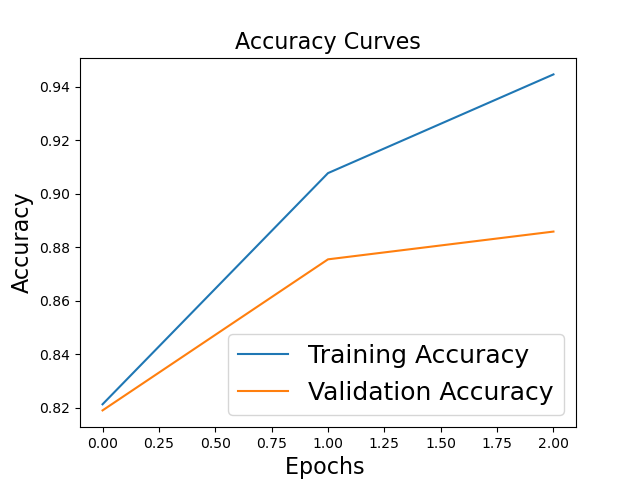 Accuracy Curves
Accuracy
0.94
0.92
0.90
0.88
0.86
0.84
0.82
Training Accuracy
Validation Accuracy
0.00 0.25 0.50 0.75 1.00 1.25 1.50 1.75 2.00
Epochs